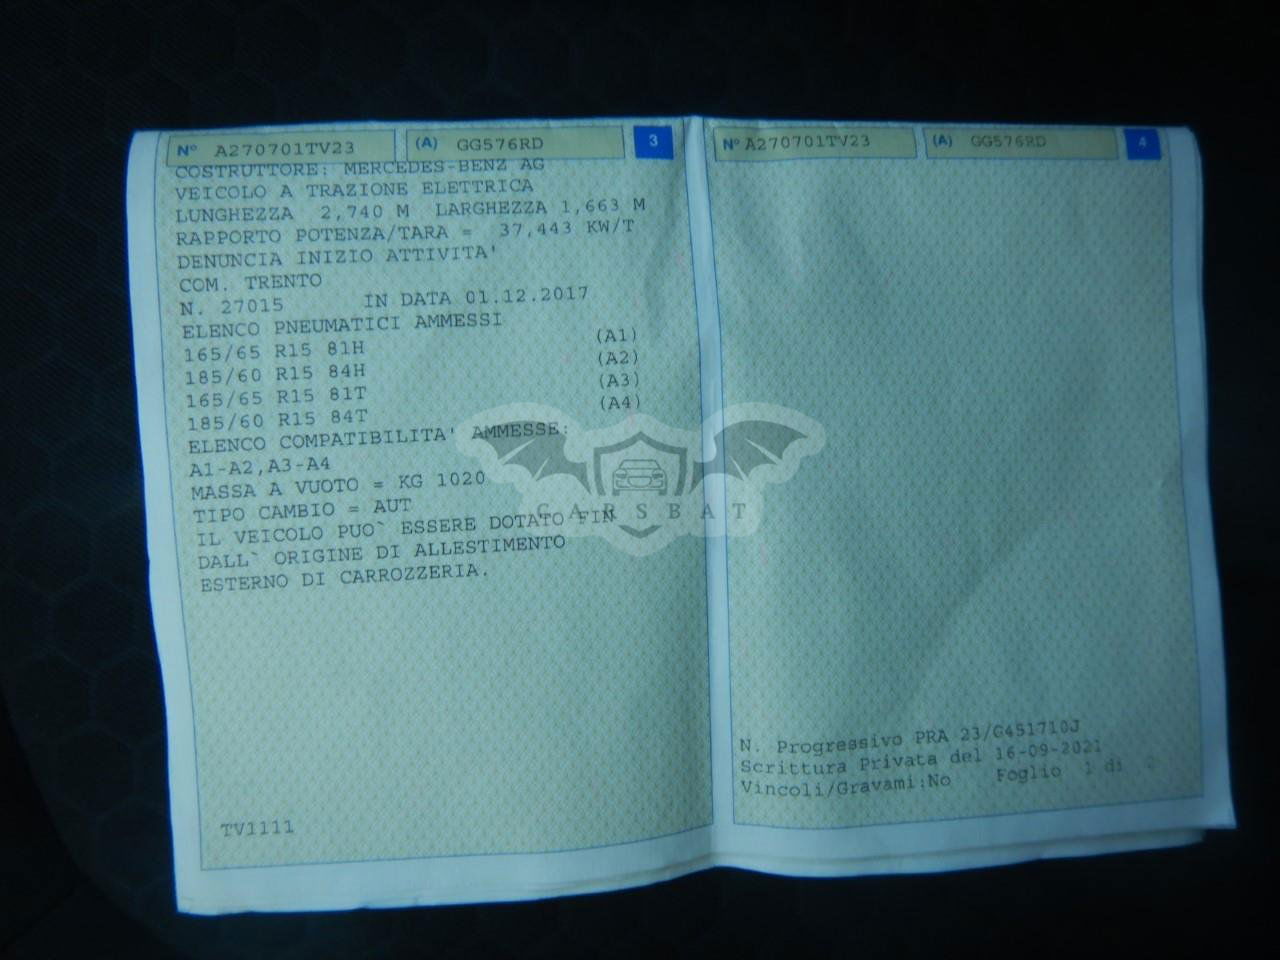 Nº A270701TV23 (A) GG576RD 3
COSTRUTTORE: MERCEDES-BENZ AG
VEICOLO A TRAZIONE ELETTRICA
LUNGHEZZA 2,740 M LARGHEZZA 1,663 M
RAPPORTO POTENZA/TARA = 37,443 KW/T
DENUNCIA INIZIO ATTIVITA'
COM. TRENTO
N. 27015 IN DATA 01.12.2017
ELENCO PNEUMATICI AMMESSI
165/65 R15 81H (A1)
185/60 R15 84H (A2)
165/65 R15 81T (A3)
185/60 R15 84T (A4)
ELENCO COMPATIBILITA' AMMESSE:
A1-A2,A3-A4
MASSA A VUOTO = KG 1020
TIPO CAMBIO = AUT
IL VEICOLO PUO` ESSERE DOTATO FIN
DALL` ORIGINE DI ALLESTIMENTO
ESTERNO DI CARROZZERIA.
TV1111
Nº A270701TV23 (A) GG576RD 4
N. Progressivo PRA 23/G451710J
Scrittura Privata del 16-09-2021
Vincoli/Gravami:No Foglio 1 di 2
CARSBAT